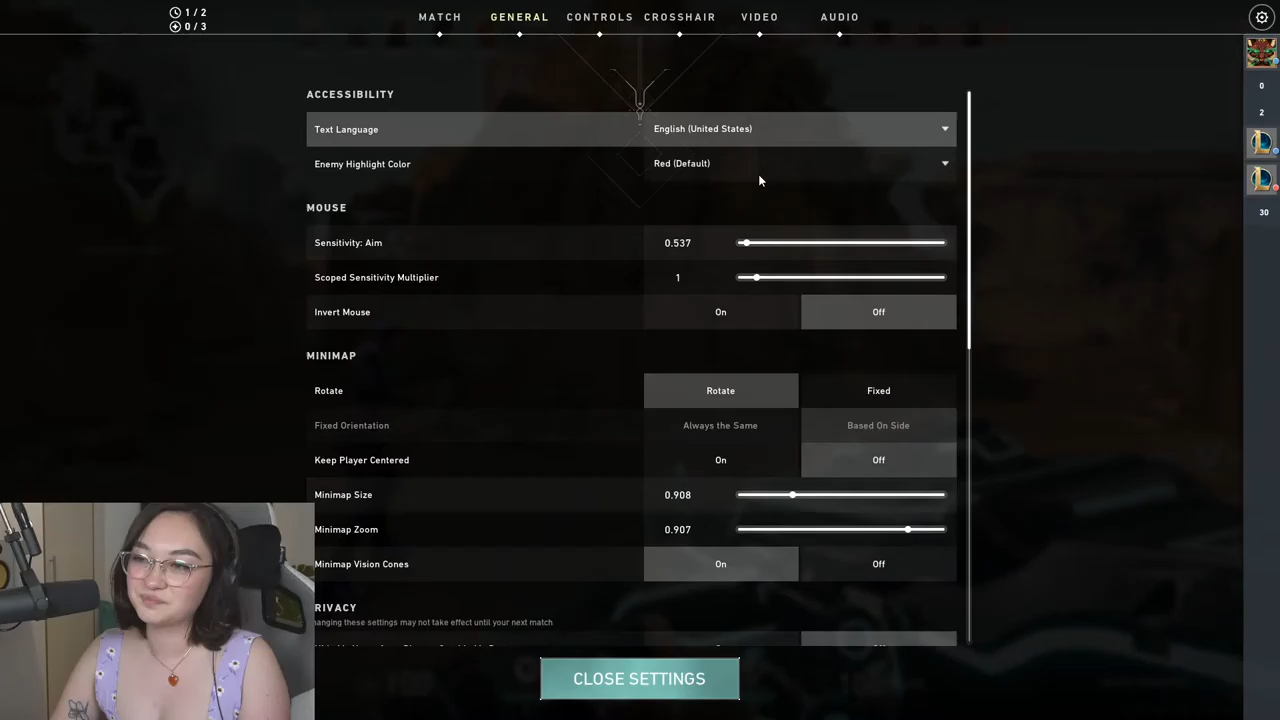 1 / 2
0 / 3
MATCH GENERAL CONTROLS CROSSHAIR VIDEO AUDIO
ACCESSIBILITY
Text Language English (United States)
Enemy Highlight Color Red (Default)
MOUSE
Sensitivity: Aim 0.537
Scoped Sensitivity Multiplier 1
Invert Mouse On Off
MINIMAP
Rotate Rotate Fixed
Fixed Orientation Always the Same Based On Side
Keep Player Centered On Off
Minimap Size 0.908
Minimap Zoom 0.907
Minimap Vision Cones On Off
RIVACY
hanging these settings may not take effect until your next match
CLOSE SETTINGS
0
2
30